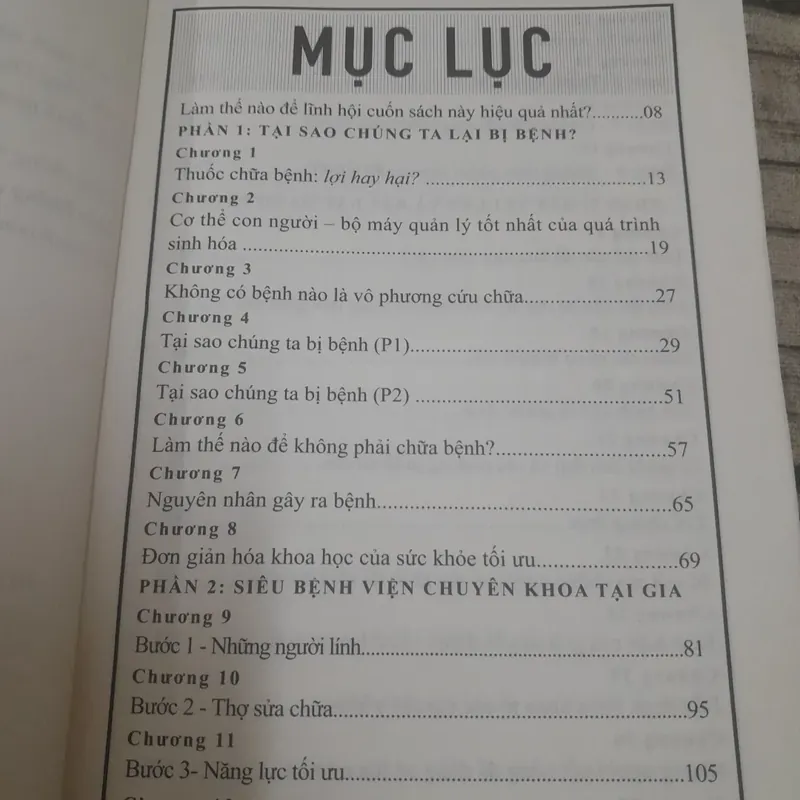 MỤC LỤC
Làm thế nào để lĩnh hội cuốn sách này hiệu quả nhất?...........08
PHẦN 1: TẠI SAO CHÚNG TA LẠI BỊ BỆNH?
Chương 1
Thuốc chữa bệnh: lợi hay hại? ........................................13
Chương 2
Cơ thể con người – bộ máy quản lý tốt nhất của quá trình
sinh hóa ........................................................................19
Chương 3
Không có bệnh nào là vô phương cứu chữa.......................27
Chương 4
Tại sao chúng ta bị bệnh (P1)............................................29
Chương 5
Tại sao chúng ta bị bệnh (P2) ...........................................51
Chương 6
Làm thế nào để không phải chữa bệnh?.............................57
Chương 7
Nguyên nhân gây ra bệnh..................................................65
Chương 8
Đơn giản hóa khoa học của sức khỏe tối ưu.......................69
PHẦN 2: SIÊU BỆNH VIỆN CHUYÊN KHOA TẠI GIA
Chương 9
Bước 1 - Những người lính................................................81
Chương 10
Bước 2 - Thợ sửa chữa.....................................................95
Chương 11
Bước 3- Năng lực tối ưu....................................................105